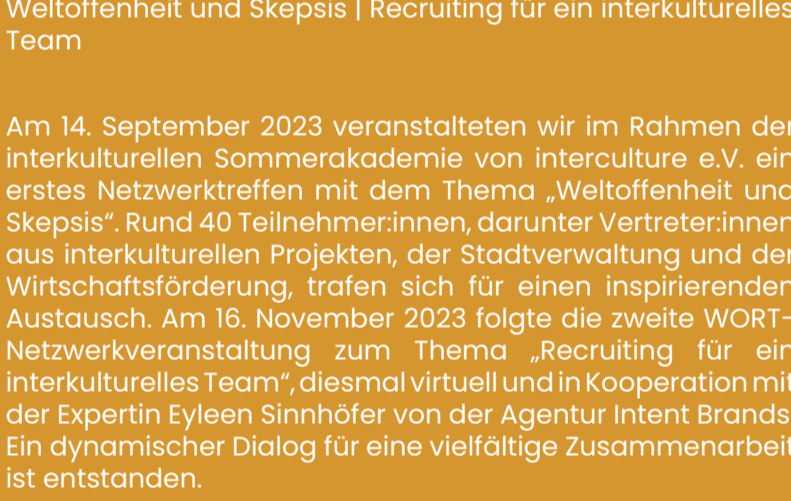 Weltoffenheit und Skepsis | Recruiting für ein interkulturelles
Team
Am 14. September 2023 veranstalteten wir im Rahmen der
interkulturellen Sommerakademie von interculture e.V. ein
erstes Netzwerktreffen mit dem Thema „Weltoffenheit und
Skepsis“. Rund 40 Teilnehmer:innen, darunter Vertreter:innen
aus interkulturellen Projekten, der Stadtverwaltung und der
Wirtschaftsförderung, trafen sich für einen inspirierenden
Austausch. Am 16. November 2023 folgte die zweite WORT-
Netzwerkveranstaltung zum Thema „Recruiting für ein
interkulturelles Team“, diesmal virtuell und in Kooperation mit
der Expertin Eyleen Sinnhöfer von der Agentur Intent Brands
Ein dynamischer Dialog für eine vielfältige Zusammenarbeit
ist entstanden.